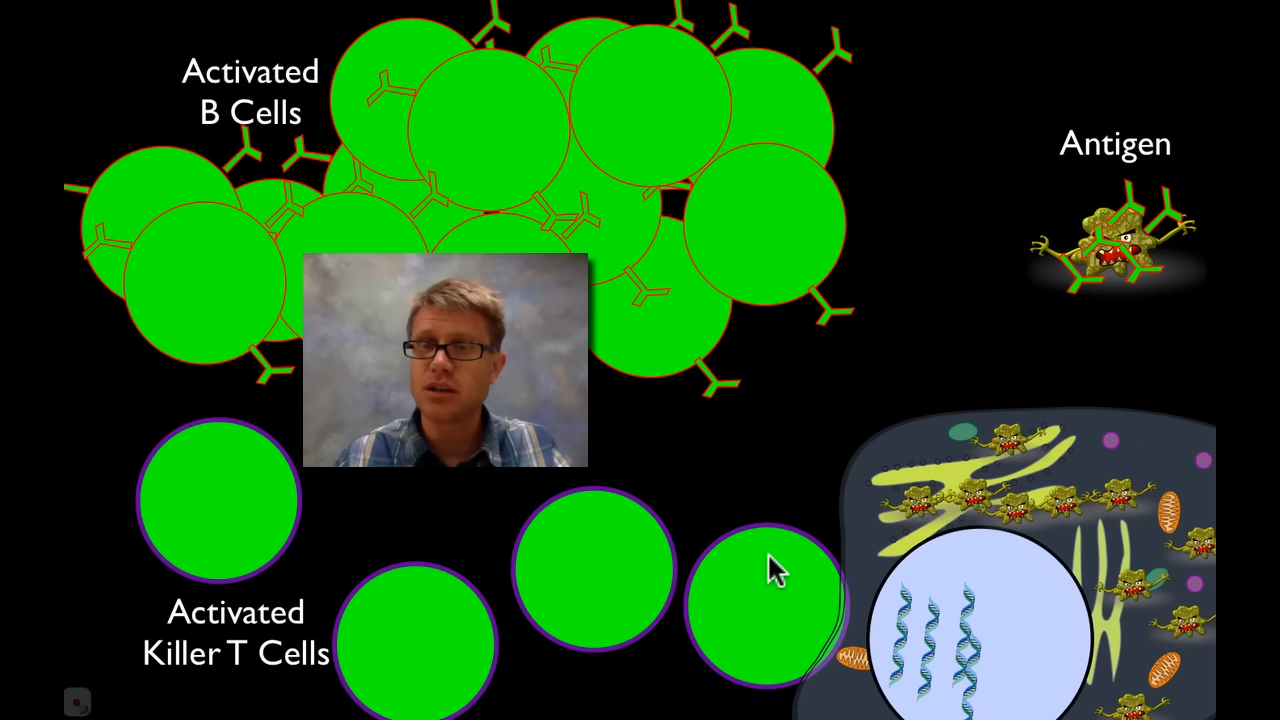 Activated
B Cells
Antigen
Activated
Killer T Cells